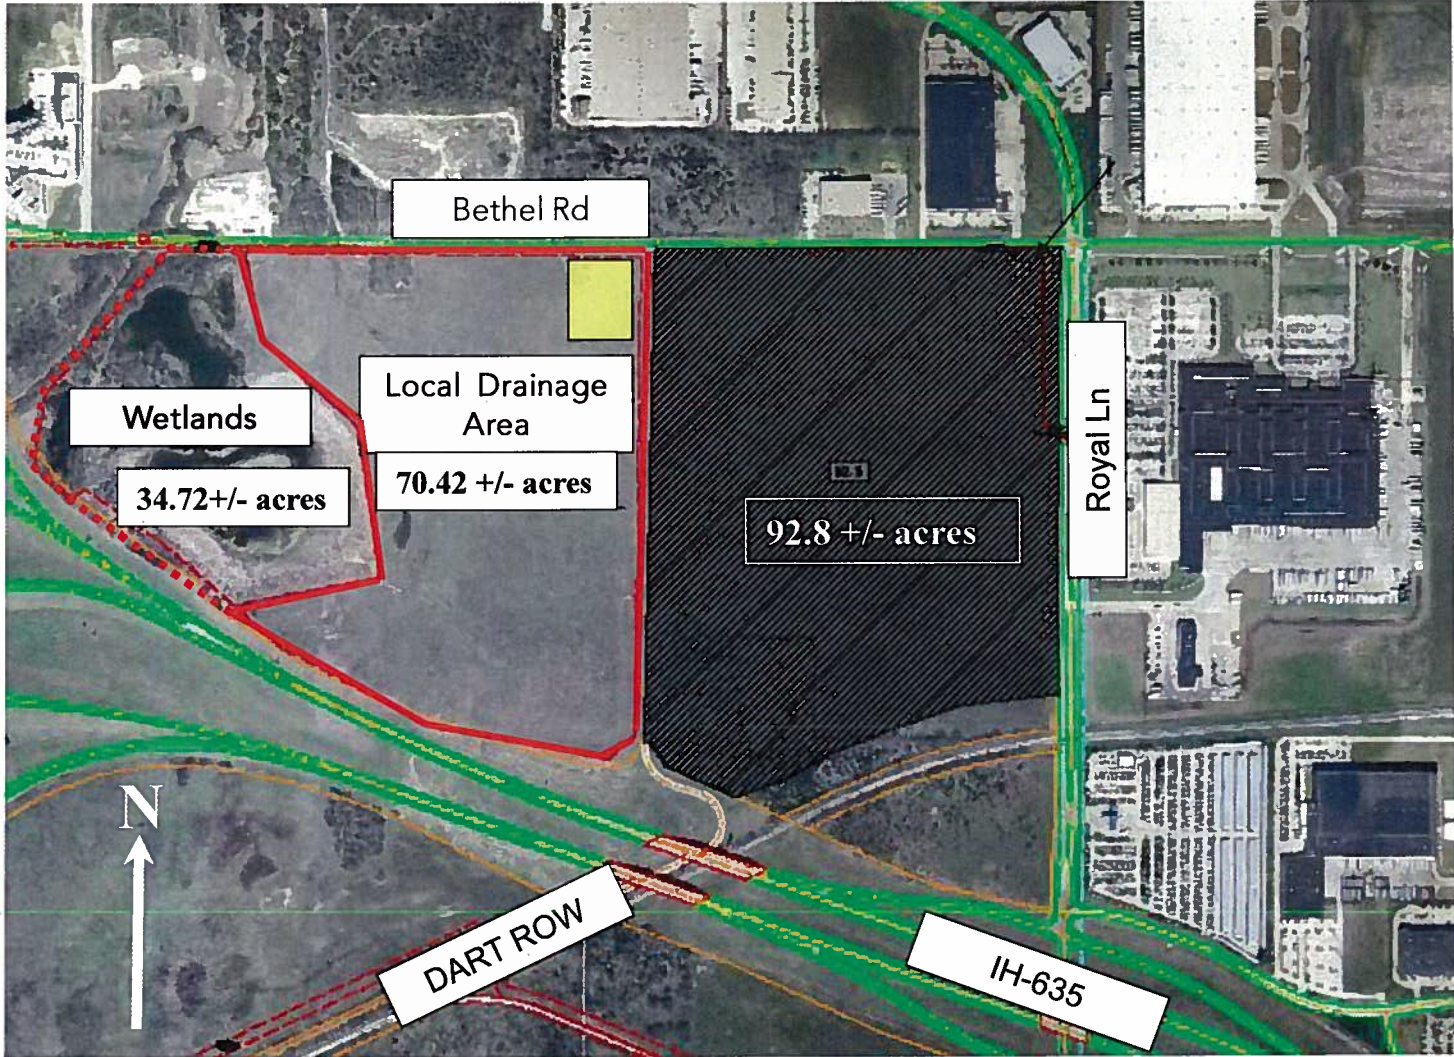 Bethel Rd
Local Drainage
Area
Wetlands
70.42 +/- acres
34.72+/- acres
92.8 +/- acres
Royal Ln
N
DART ROW
IH-635